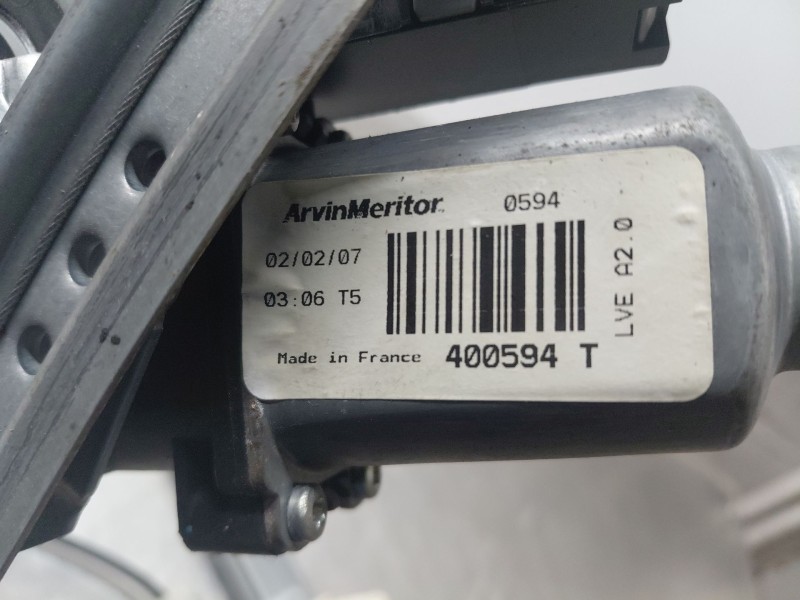 ArvinMeritor 0594
02/02/07
03:06 T5
Made in France 400594 T
LVE A2.0